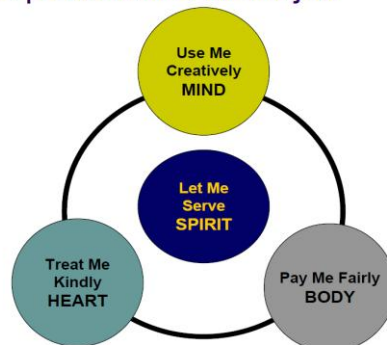 Use Me
Creatively
MIND
Let Me
Serve
SPIRIT
Treat Me
Kindly
HEART
Pay Me Fairly
BODY